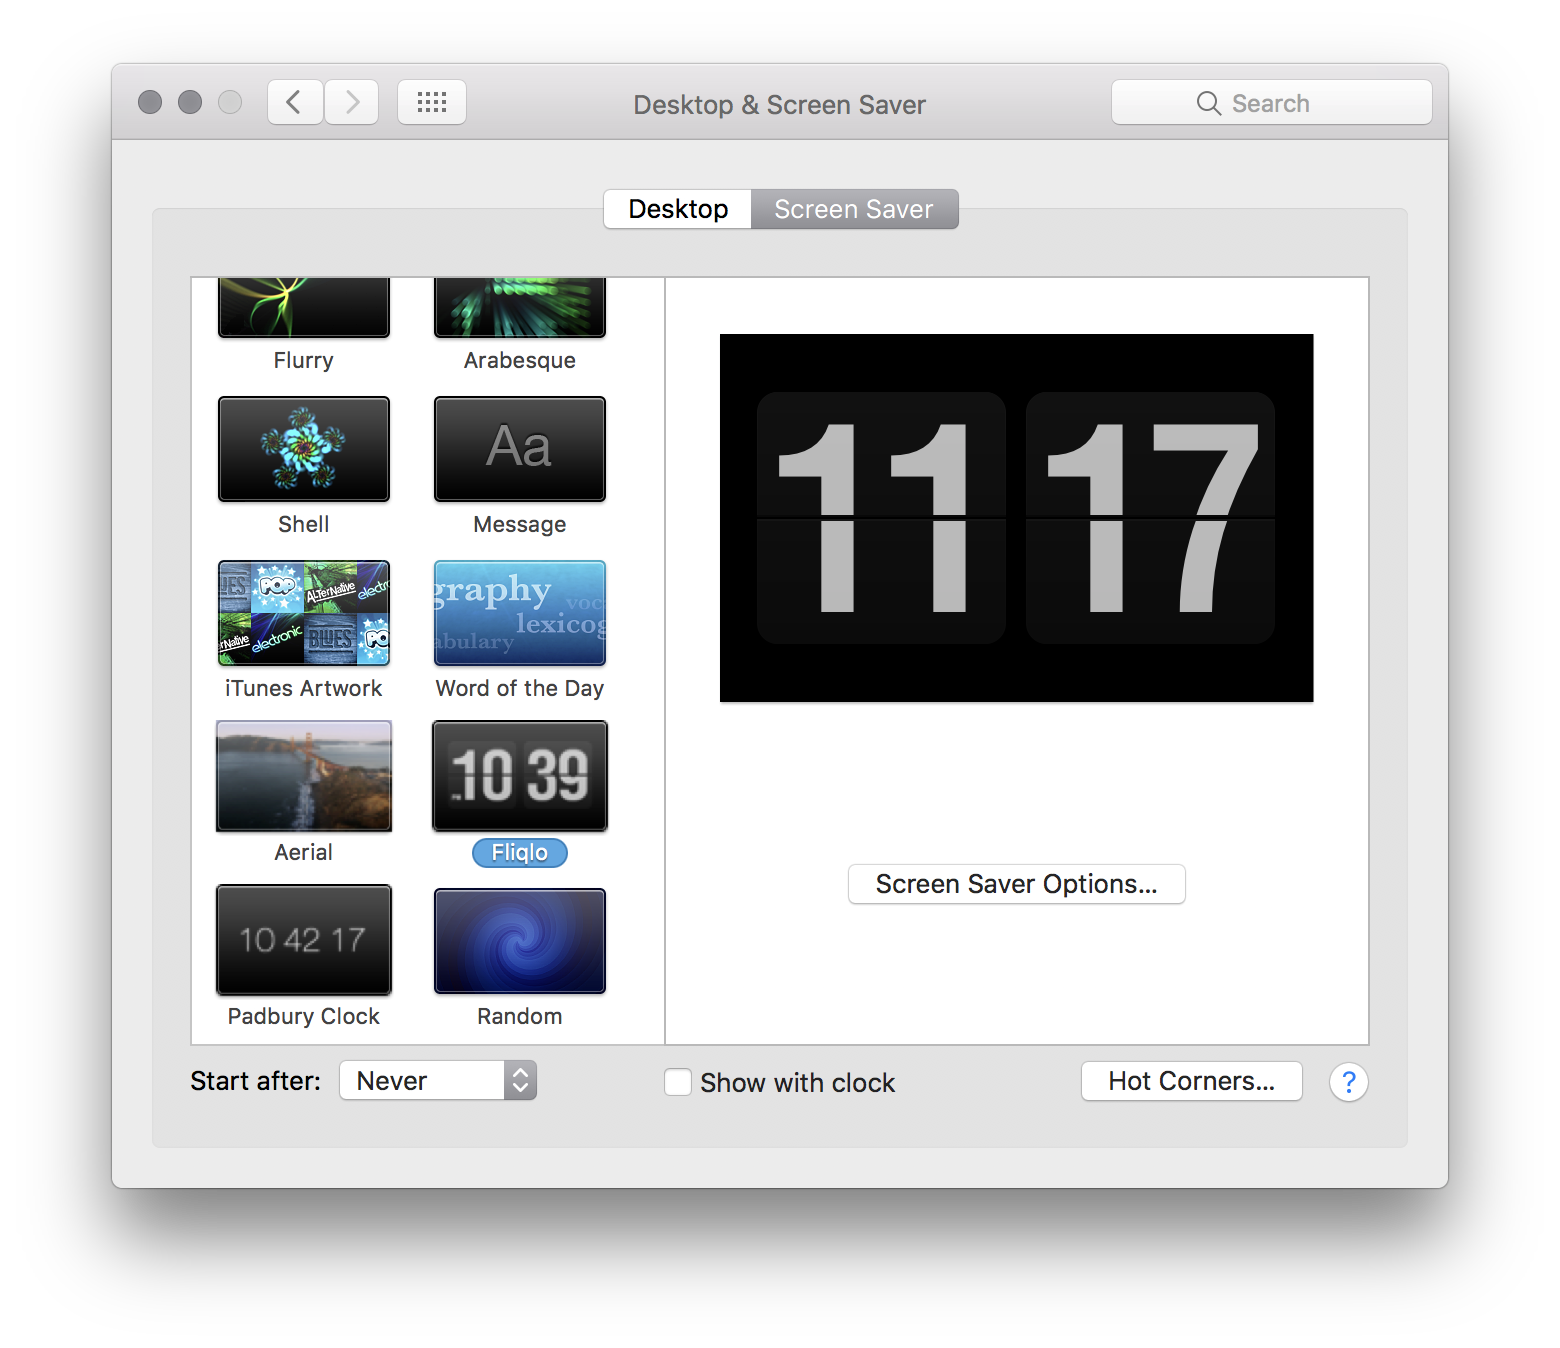 Desktop & Screen Saver
Search
Desktop
Screen Saver
Flurry
Arabesque
Aa
Shell
Message
POP
ALTerNative
electronic
BLUES
graphy
lexicog
abulary
iTunes Artwork
Word of the Day
10 39
Aerial
Fliqlo
10 42 17
Padbury Clock
Random
11 17
Screen Saver Options...
Start after:
Never
Show with clock
Hot Corners...
?